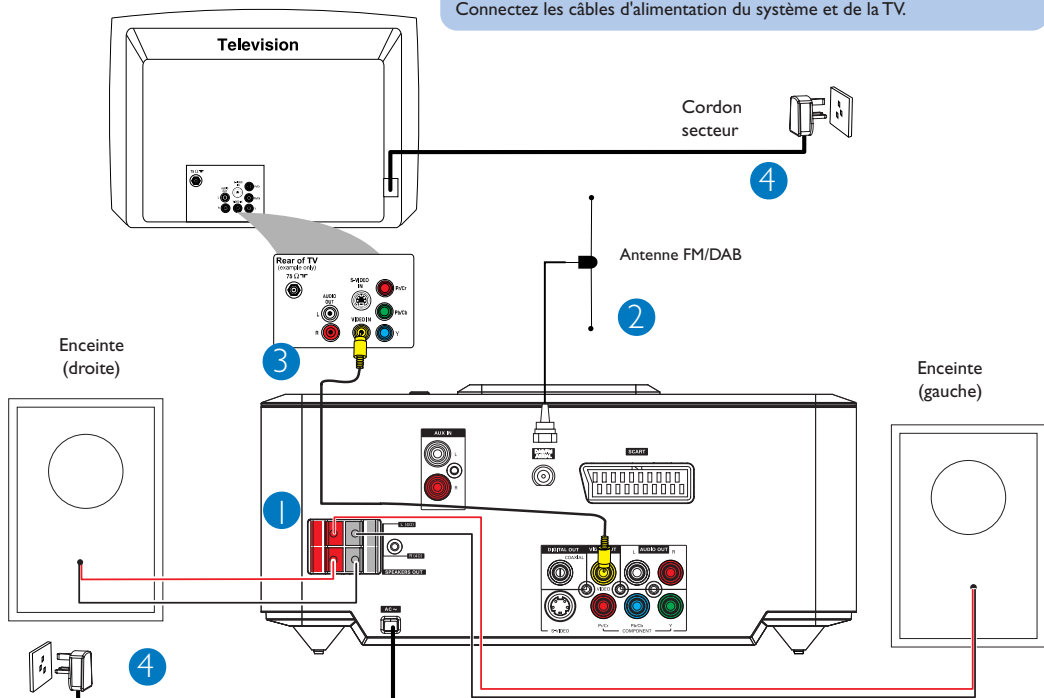 Connectez les câbles d'alimentation du système et de la TV.
Television
Cordon
secteur
4
75 Ω
Antenne FM/DAB
2
Rear of TV
(example only)
75 Ω
S-VIDEO
IN
Pr/Cr
AUDIO
OUT
L
Pb/Cb
VIDEO IN
R
Y
3
Enceinte
(droite)
Enceinte
(gauche)
AUX IN
L
R
SCART
1
SPEAKERS OUT
DIGITAL OUT
VIDEO OUT
AUDIO OUT
COAXIAL
L
R
VIDEO
AC ~
Pr/Cr
Pb/Cb
Y
S-VIDEO
COMPONENT
4